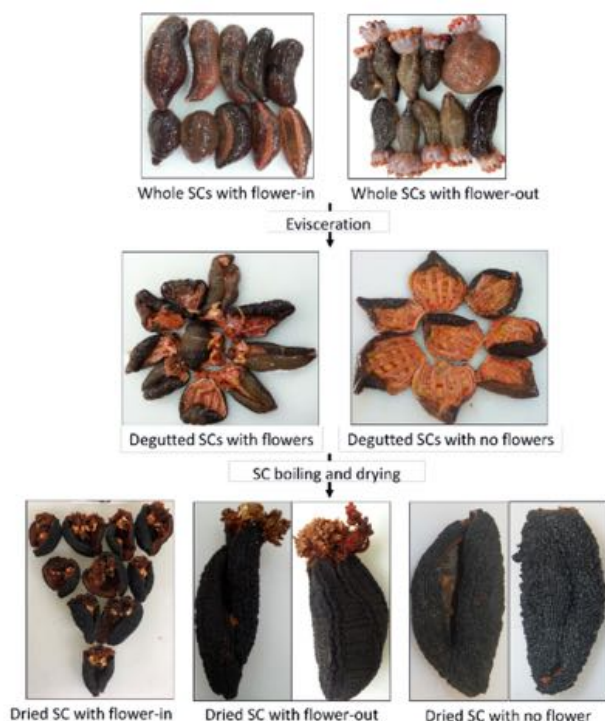 Whole SCs with flower-in
Whole SCs with flower-out
Evisceration
Degutted SCs with flowers
Degutted SCs with no flowers
SC boiling and drying
Dried SC with flower-in
Dried SC with flower-out
Dried SC with no flower